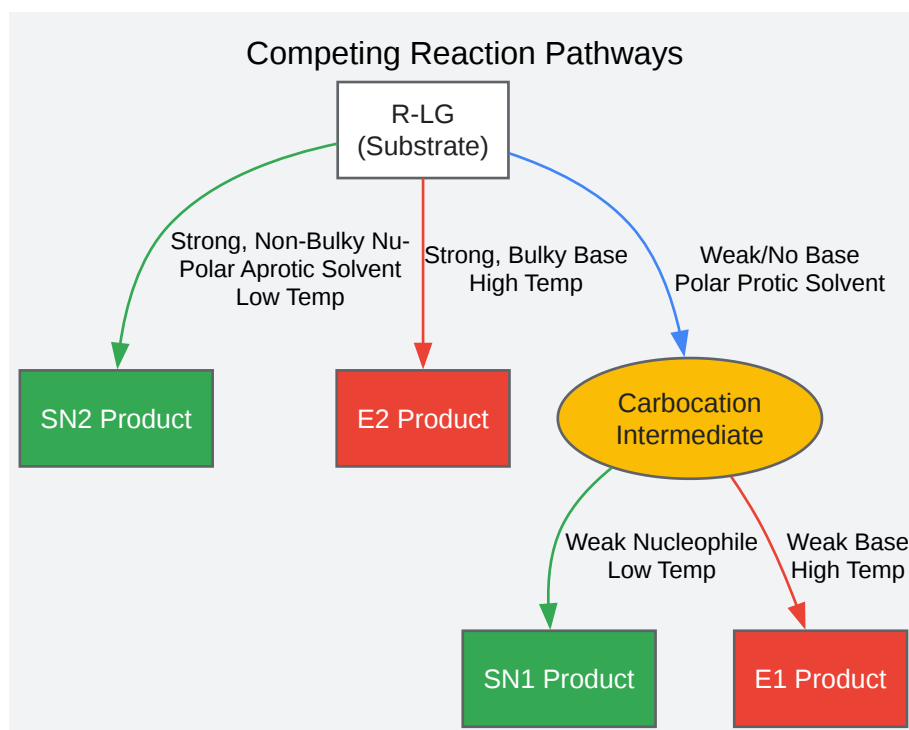 Competing Reaction Pathways
R-LG
(Substrate)
Strong, Non-Bulky Nu-
Polar Aprotic Solvent
Low Temp
Strong, Bulky Base
High Temp
Weak/No Base
Polar Protic Solvent
SN2 Product
E2 Product
Carbocation
Intermediate
Weak Nucleophile
Low Temp
Weak Base
High Temp
SN1 Product
E1 Product